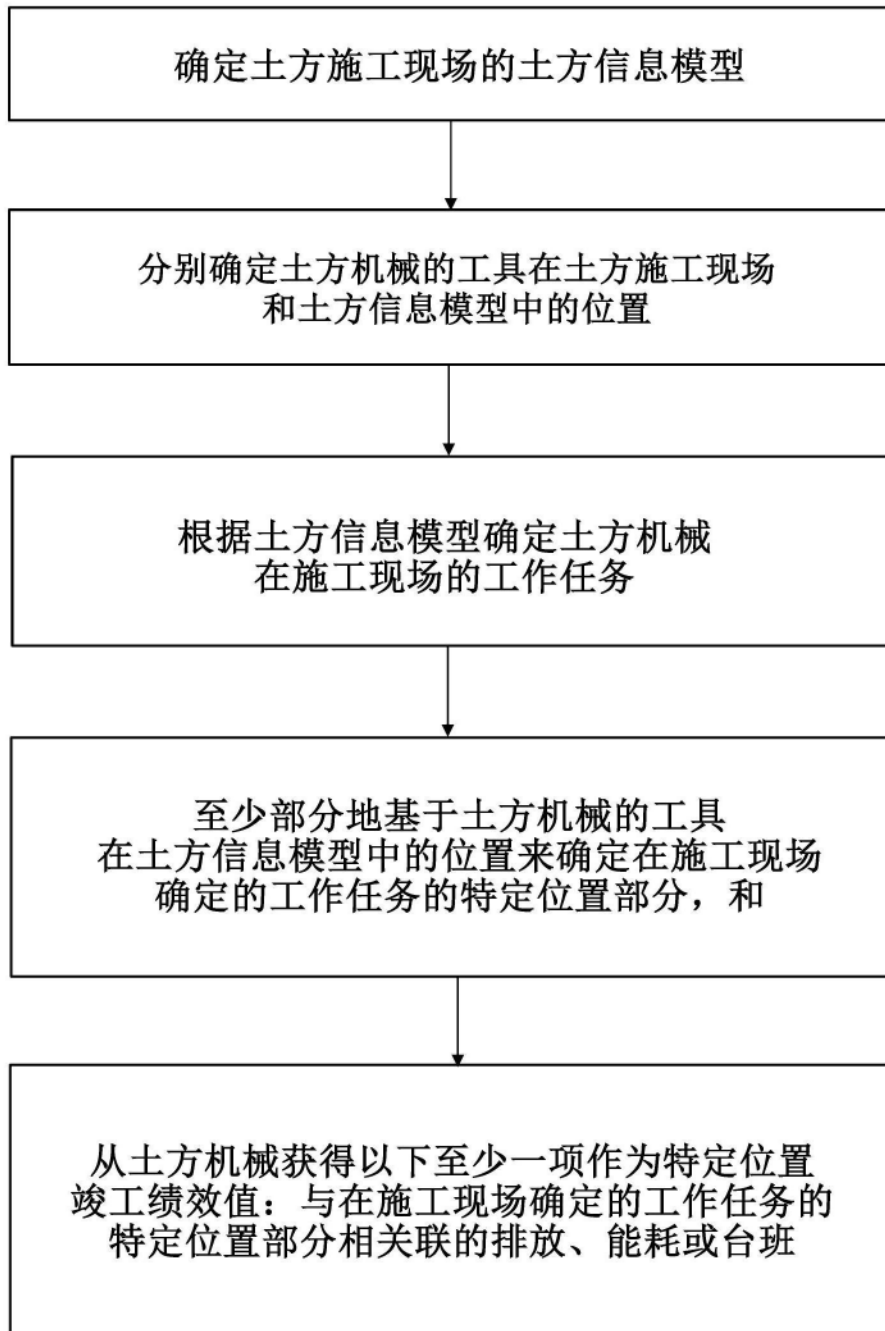 确定土方施工现场的土方信息模型
分别确定土方机械的工具在土方施工现场
和土方信息模型中的位置
根据土方信息模型确定土方机械
在施工现场的工作任务
至少部分地基于土方机械的工具
在土方信息模型中的位置来确定在施工现场
确定的工作任务的特定位置部分，和
从土方机械获得以下至少一项作为特定位置
竣工绩效值：与在施工现场确定的工作任务的
特定位置部分相关联的排放、能耗或台班